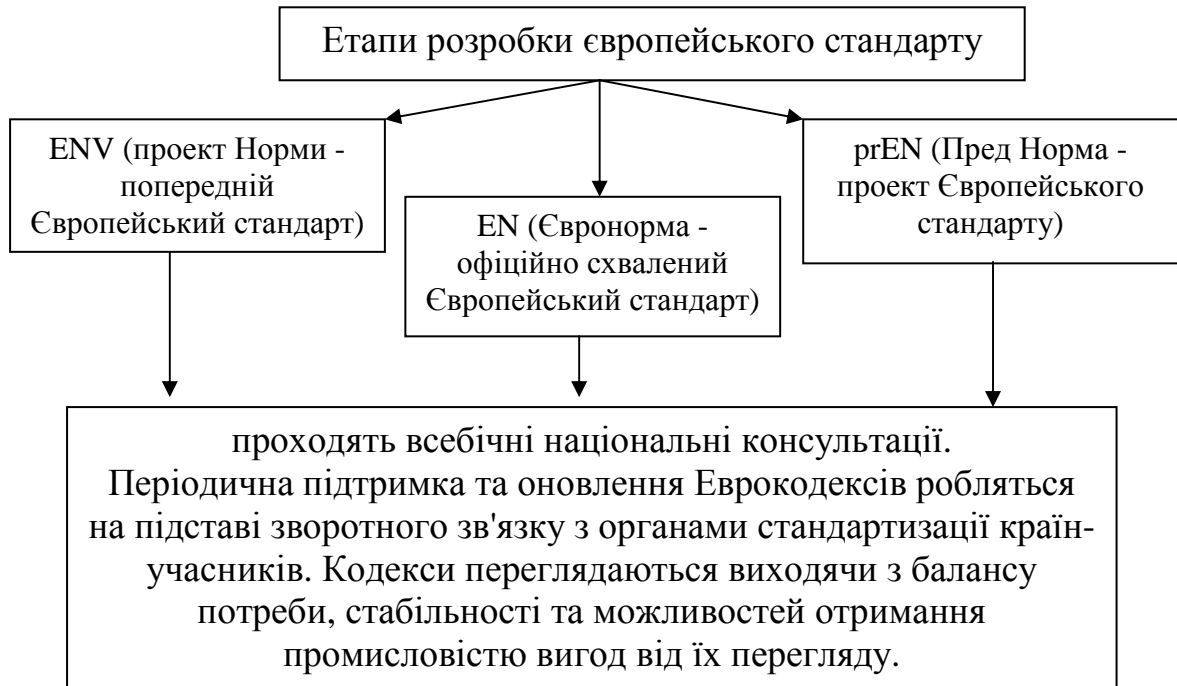 Етапи розробки європейського стандарту
ENV (проект Норми -
попередній
Європейський стандарт)
EN (Євронорма -
офіційно схвалений
Європейський стандарт)
prEN (Пред Норма -
проект Європейського
стандарту)
проходять всебічні національні консультації.
Періодична підтримка та оновлення Еврокодексів робляться
на підставі зворотного зв'язку з органами стандартизації країн-
учасників. Кодекси переглядаються виходячи з балансу
потреби, стабільності та можливостей отримання
промисловістю вигод від їх перегляду.